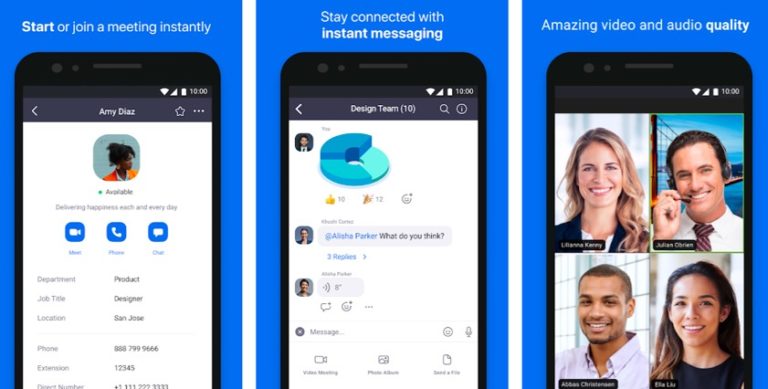 Start or join a meeting instantly
10:00
Amy Diaz
Available
Delivering happiness each and every day
Meet
Phone
Chat
Department Product
Job Title Designer
Location San Jose
Phone 888 799 9666
Extension 12345
Direct Number +1 111 222 3333
Stay connected with
instant messaging
10:00
Design Team (10)
You
10
12
Khushi Cortez
@Alisha Parker What do you think?
3 Replies
Alisha Parker
8"
Message...
Video Meeting
Photo Album
Send a File
Amazing video and audio quality
10:00
Lilianna Kenny
Julian Obrien
Abbas Christensen
Ella Liu